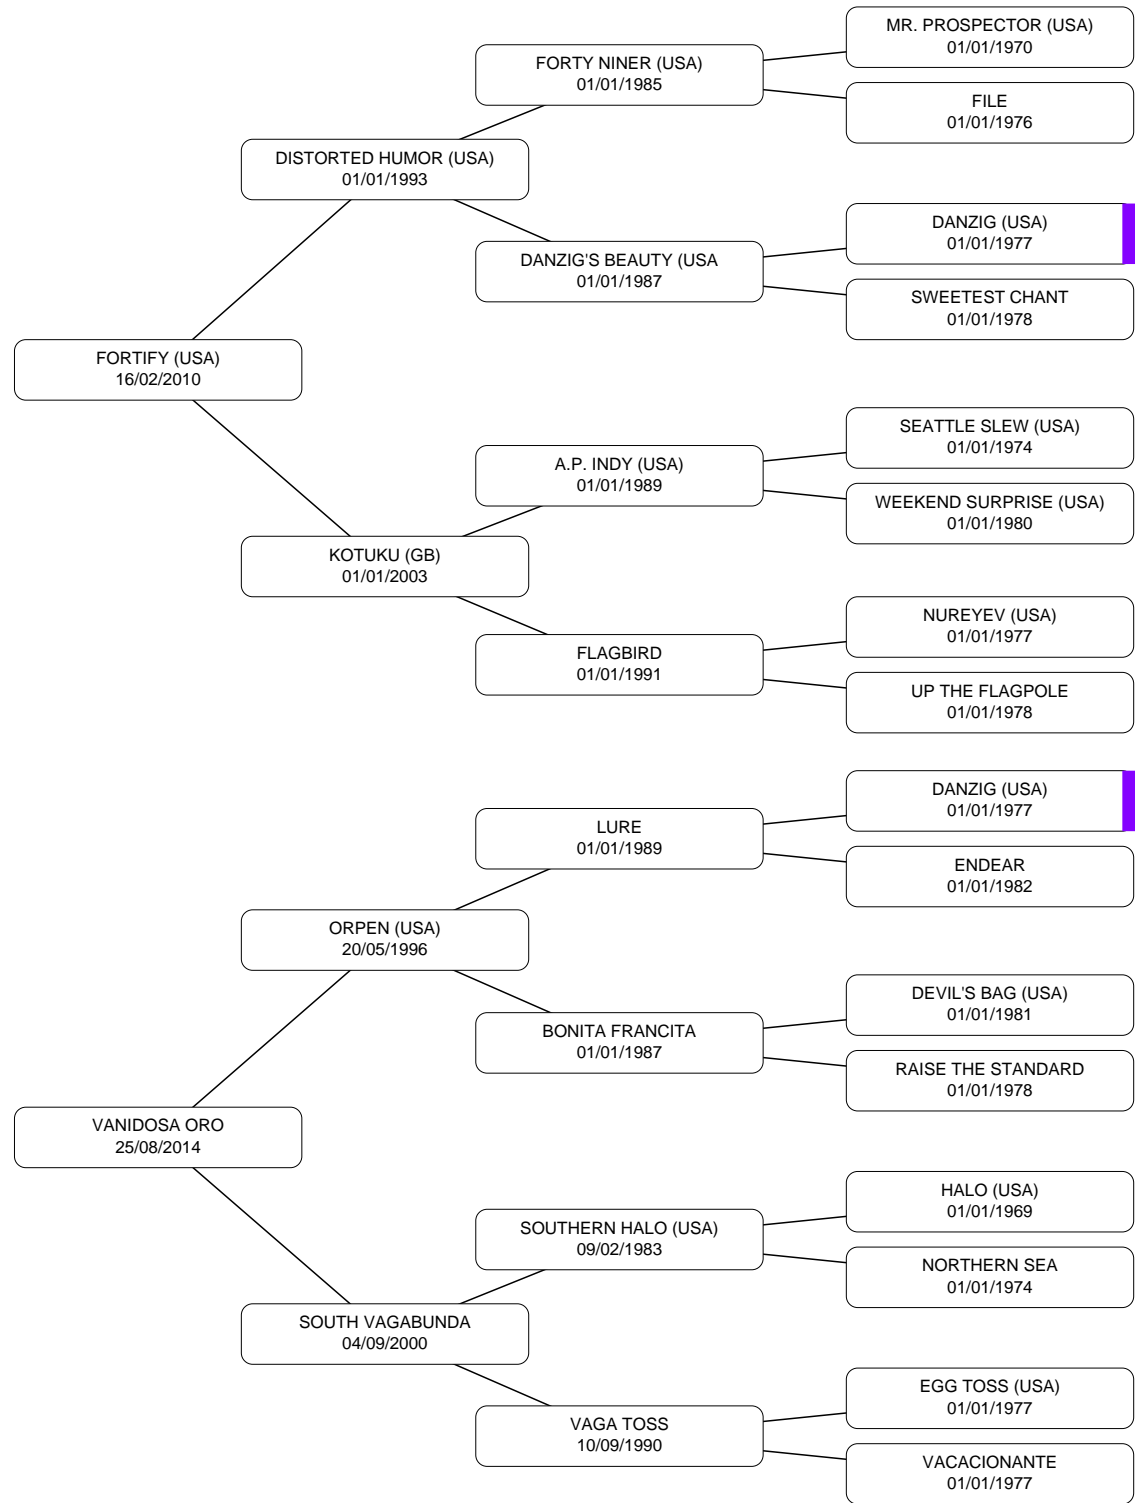 MR. PROSPECTOR (USA)
01/01/1970
FORTY NINER (USA)
01/01/1985
FILE
01/01/1976
DISTORTED HUMOR (USA)
01/01/1993
DANZIG (USA)
01/01/1977
DANZIG'S BEAUTY (USA
01/01/1987
SWEETEST CHANT
01/01/1978
FORTIFY (USA)
16/02/2010
SEATTLE SLEW (USA)
01/01/1974
A.P. INDY (USA)
01/01/1989
WEEKEND SURPRISE (USA)
01/01/1980
KOTUKU (GB)
01/01/2003
NUREYEV (USA)
01/01/1977
FLAGBIRD
01/01/1991
UP THE FLAGPOLE
01/01/1978
DANZIG (USA)
01/01/1977
LURE
01/01/1989
ENDEAR
01/01/1982
ORPEN (USA)
20/05/1996
DEVIL'S BAG (USA)
01/01/1981
BONITA FRANCITA
01/01/1987
RAISE THE STANDARD
01/01/1978
VANIDOSA ORO
25/08/2014
HALO (USA)
01/01/1969
SOUTHERN HALO (USA)
09/02/1983
NORTHERN SEA
01/01/1974
SOUTH VAGABUNDA
04/09/2000
EGG TOSS (USA)
01/01/1977
VAGA TOSS
10/09/1990
VACACIONANTE
01/01/1977